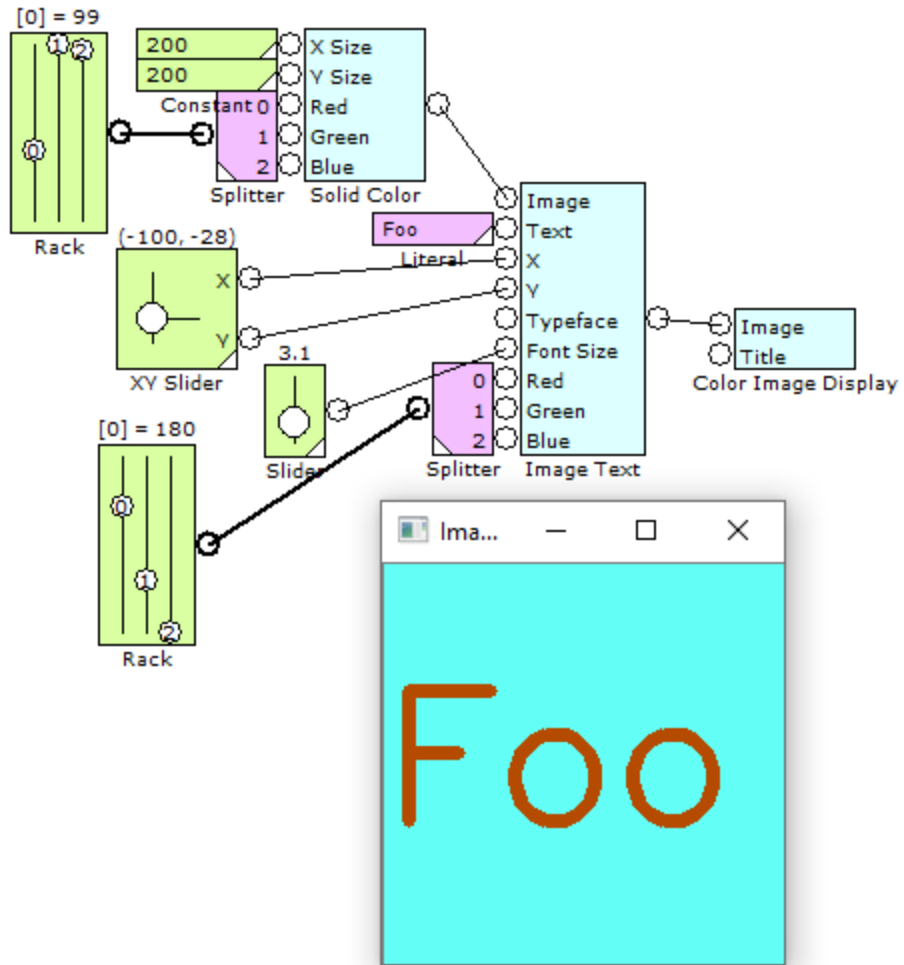 [0] = 99
0
1
2
Rack
200
200
Constant
0
1
2
Splitter
X Size
Y Size
Red
Green
Blue
Solid Color
(-100, -28)
X
Y
XY Slider
Foo
Literal
3.1
Slider
[0] = 180
0
1
2
Rack
0
1
2
Splitter
Image
Text
X
Y
Typeface
Font Size
Red
Green
Blue
Image Text
Image
Title
Color Image Display
Ima...
Foo